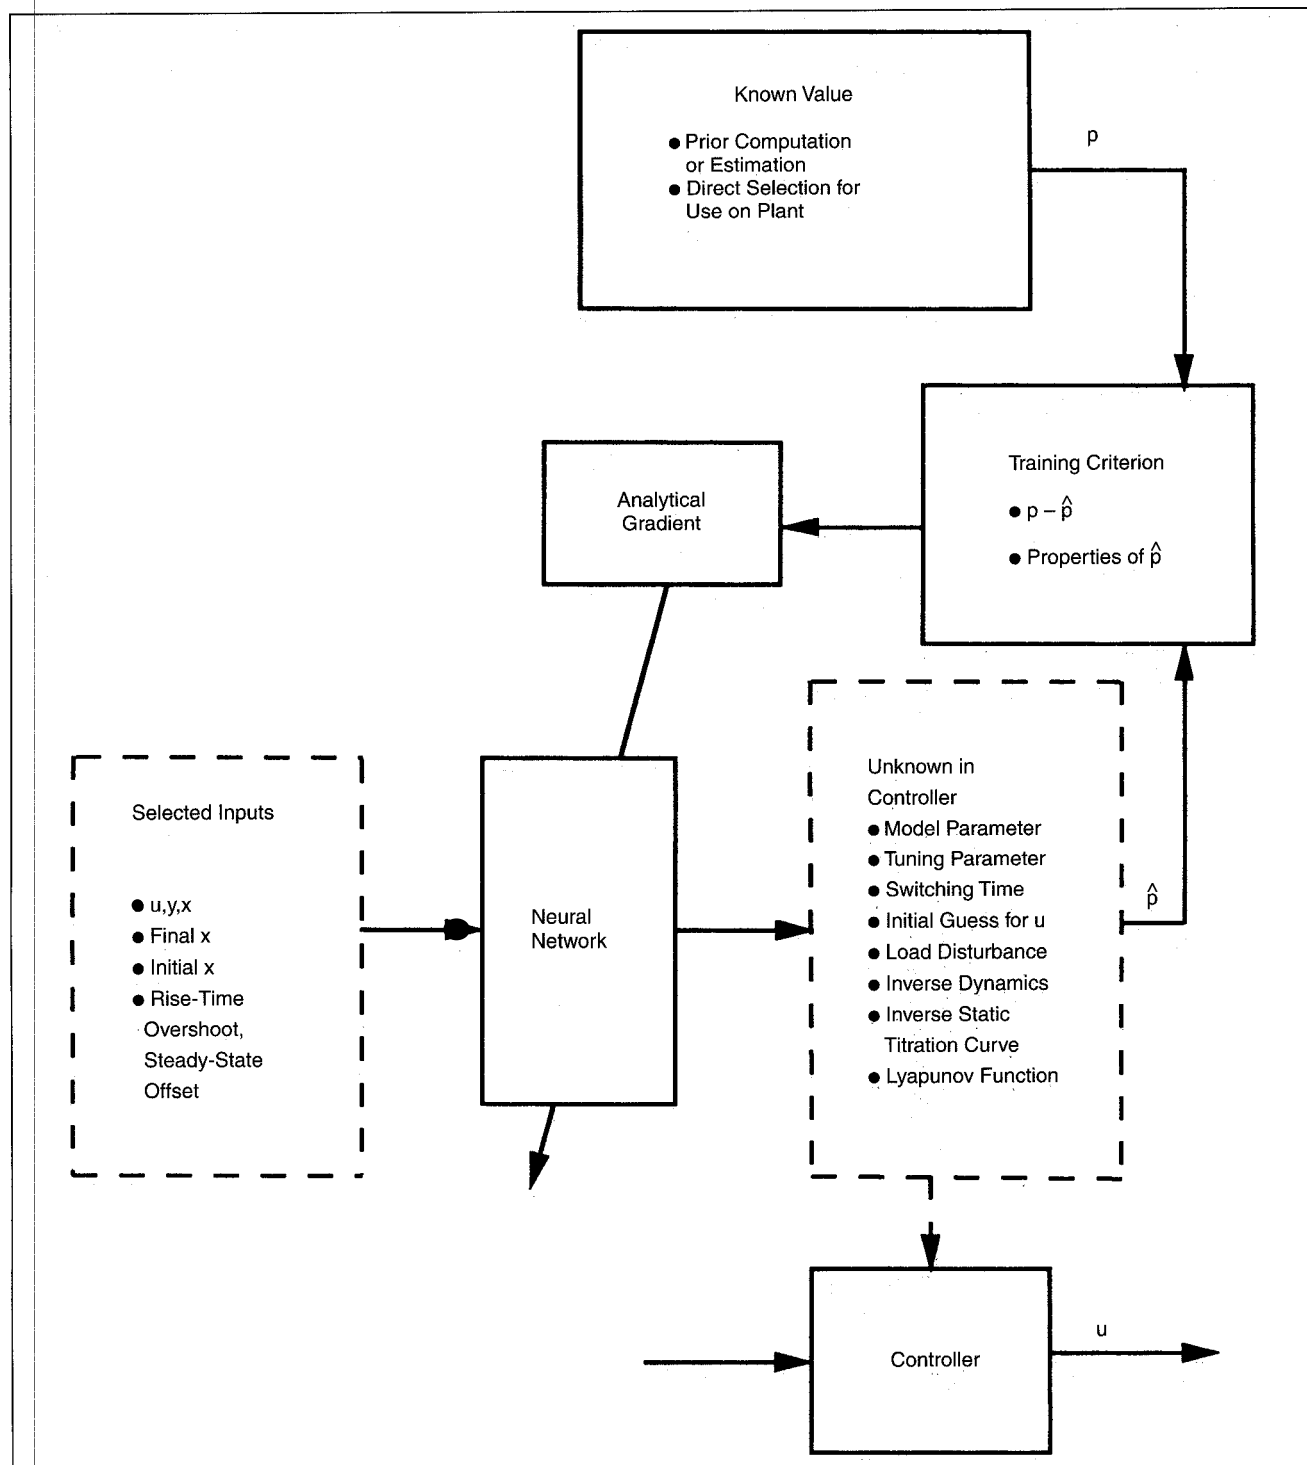 Known Value
● Prior Computation
or Estimation
● Direct Selection for
Use on Plant
p
Training Criterion
● p – p̂
● Properties of p̂
Analytical
Gradient
Selected Inputs
● u,y,x
● Final x
● Initial x
● Rise-Time
Overshoot,
Steady-State
Offset
Neural
Network
Unknown in
Controller
● Model Parameter
● Tuning Parameter
● Switching Time
● Initial Guess for u
● Load Disturbance
● Inverse Dynamics
● Inverse Static
Titration Curve
● Lyapunov Function
p̂
Controller
u